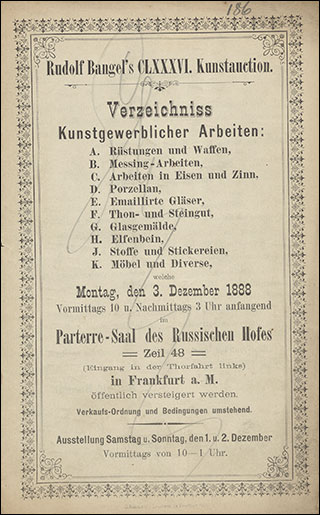 186
Rudolf Bangel's CLXXXVI. Kunstauction.
Verzeichniss
Kunstgewerblicher Arbeiten:
A. Rüstungen und Waffen,
B. Messing-Arbeiten,
C. Arbeiten in Eisen und Zinn,
D. Porzellan,
E. Emaillirte Gläser,
F. Thon- und Steingut,
G. Glasgemälde,
H. Elfenbein,
J. Stoffe und Stickereien,
K. Möbel und Diverse,
welche
Montag, den 3. Dezember 1888
Vormittags 10 u. Nachmittags 3 Uhr anfangend
im
Parterre-Saal des Russischen Hofes
Zeil 48
(Eingang in der Thorfahrt links)
in Frankfurt a. M.
öffentlich versteigert werden.
Verkaufs-Ordnung und Bedingungen umstehend.
Ausstellung Samstag u. Sonntag, den 1. u. 2. Dezember
Vormittags von 10—1 Uhr.